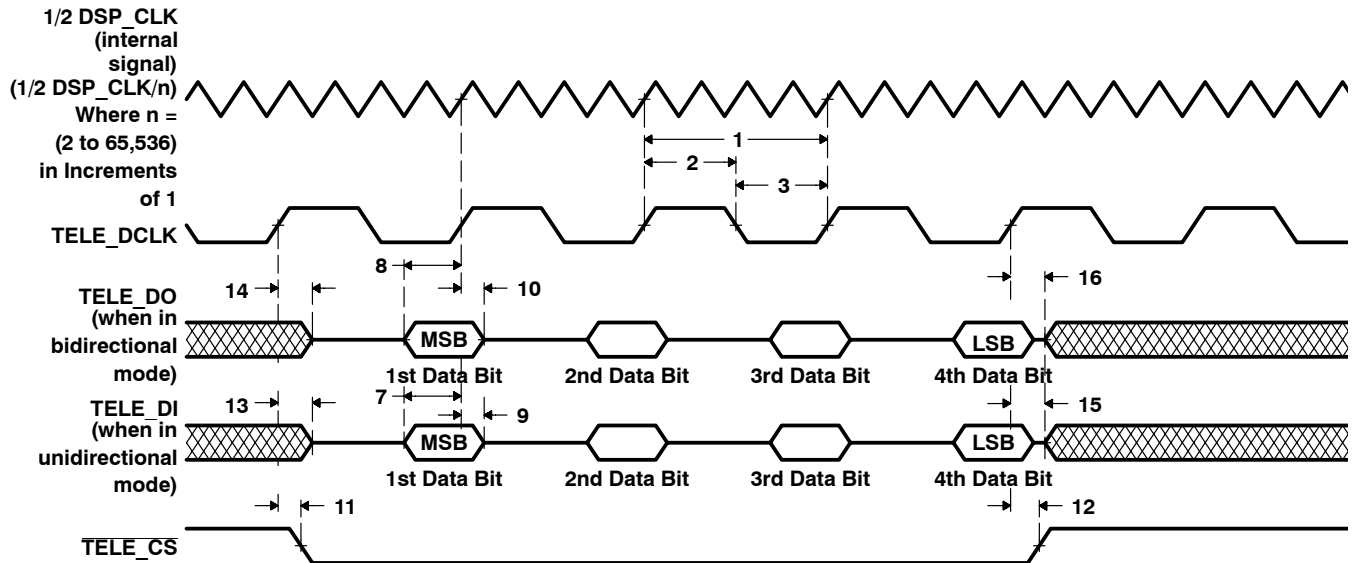 1/2 DSP_CLK
(internal
signal)
(1/2 DSP_CLK/n)
Where n =
(2 to 65,536)
in Increments
of 1
1
2
3
TELE_DCLK
8
14
10
16
TELE_DO
(when in
bidirectional
mode)
MSB
LSB
1st Data Bit
2nd Data Bit
3rd Data Bit
4th Data Bit
7
13
9
15
TELE_DI
(when in
unidirectional
mode)
MSB
LSB
1st Data Bit
2nd Data Bit
3rd Data Bit
4th Data Bit
11
12
TELE_CS